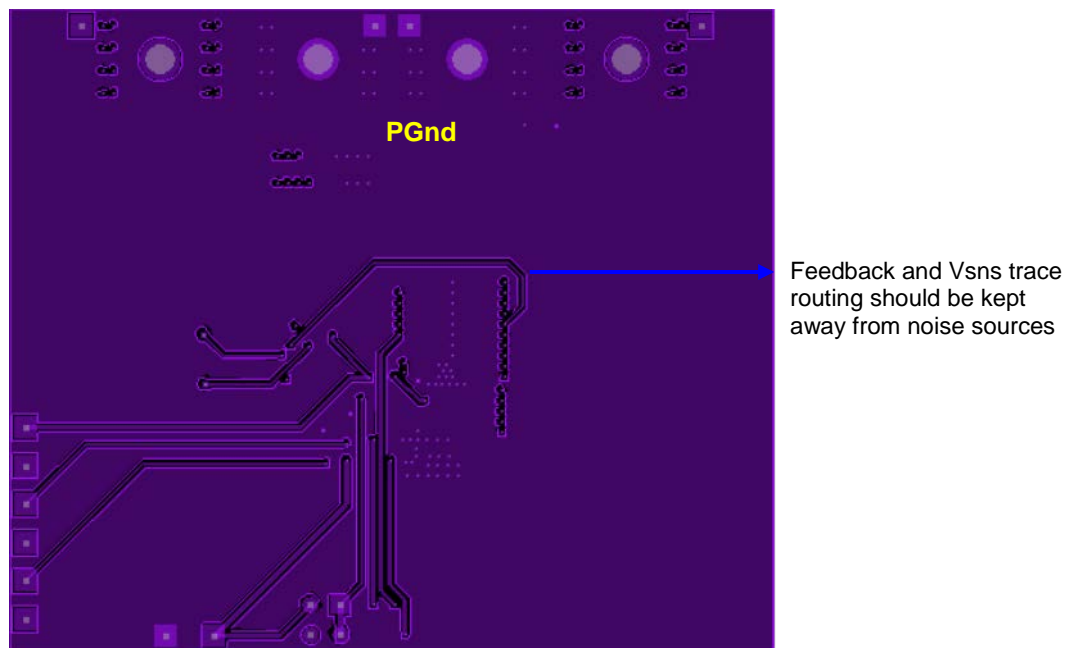 PGnd
Feedback and Vsns trace
routing should be kept
away from noise sources